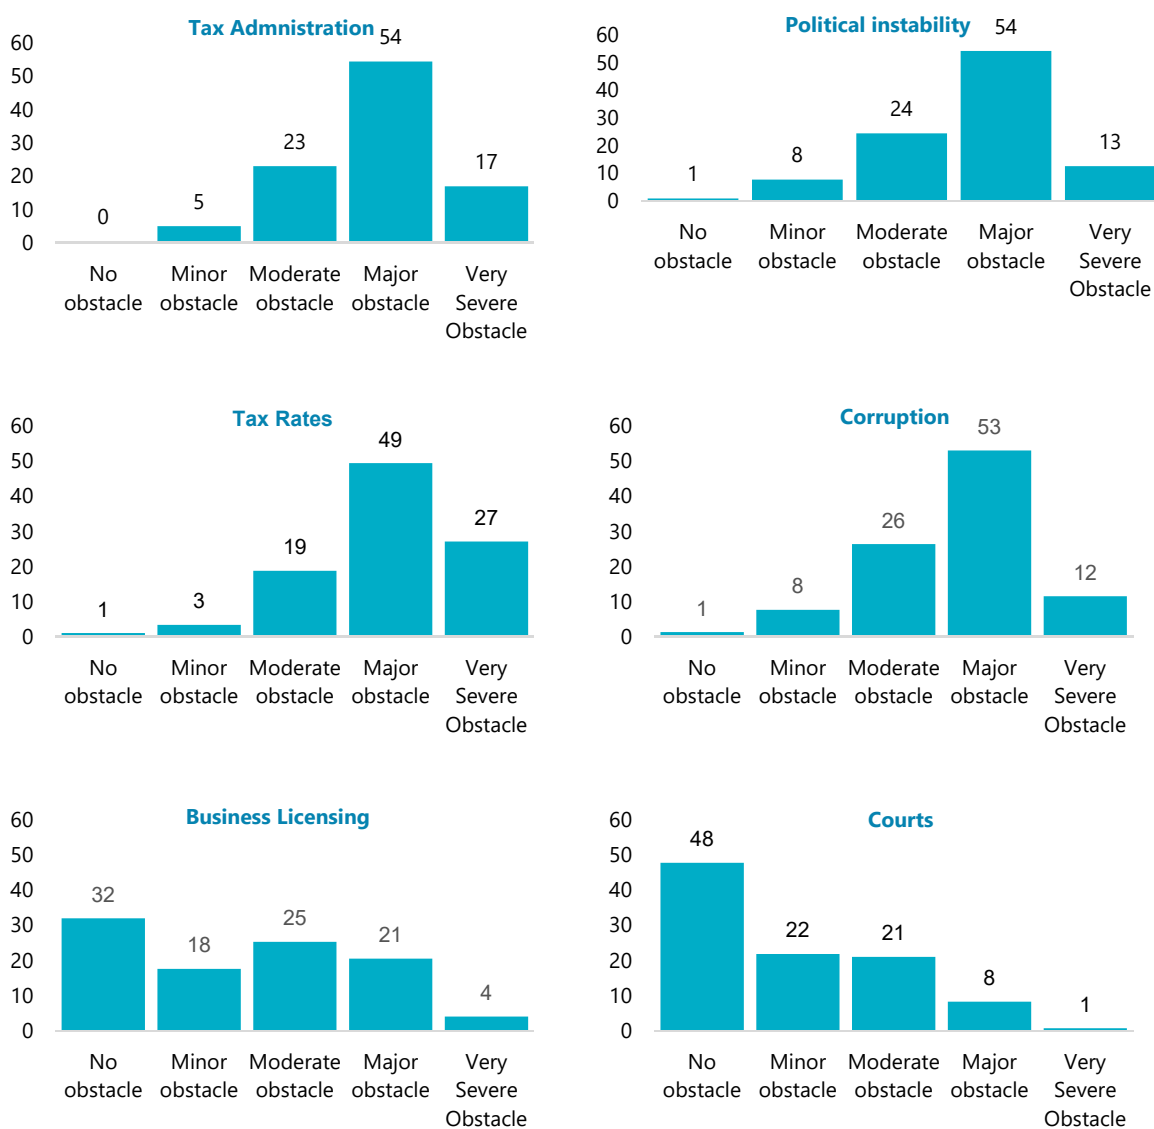 Tax Admnistration
60
50
40
30
20
10
0
0
5
23
54
17
No obstacle
Minor obstacle
Moderate obstacle
Major obstacle
Very Severe Obstacle
Political instability
60
50
40
30
20
10
0
1
8
24
54
13
No obstacle
Minor obstacle
Moderate obstacle
Major obstacle
Very Severe Obstacle
Tax Rates
60
50
40
30
20
10
0
1
3
19
49
27
No obstacle
Minor obstacle
Moderate obstacle
Major obstacle
Very Severe Obstacle
Corruption
60
50
40
30
20
10
0
1
8
26
53
12
No obstacle
Minor obstacle
Moderate obstacle
Major obstacle
Very Severe Obstacle
Business Licensing
60
50
40
30
20
10
0
32
18
25
21
4
No obstacle
Minor obstacle
Moderate obstacle
Major obstacle
Very Severe Obstacle
Courts
60
50
40
30
20
10
0
48
22
21
8
1
No obstacle
Minor obstacle
Moderate obstacle
Major obstacle
Very Severe Obstacle